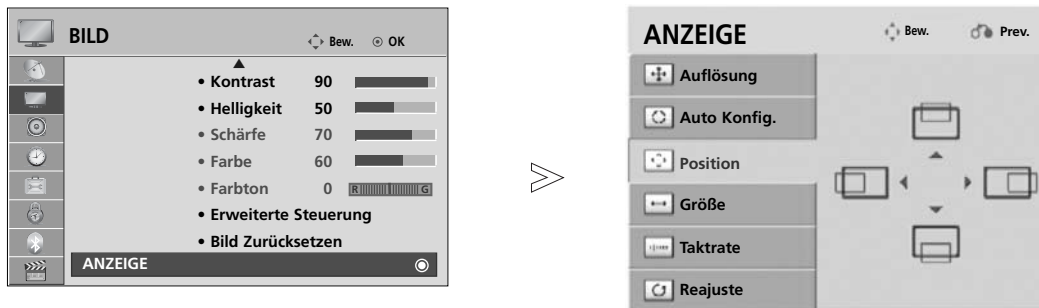 BILD
Bew.
OK
• Kontrast 90
• Helligkeit 50
• Schärfe 70
• Farbe 60
• Farbton 0 R G
• Erweiterte Steuerung
• Bild Zurücksetzen
ANZEIGE
ANZEIGE
Bew.
Prev.
Auflösung
Auto Konfig.
Position
Größe
Taktrate
Reajuste